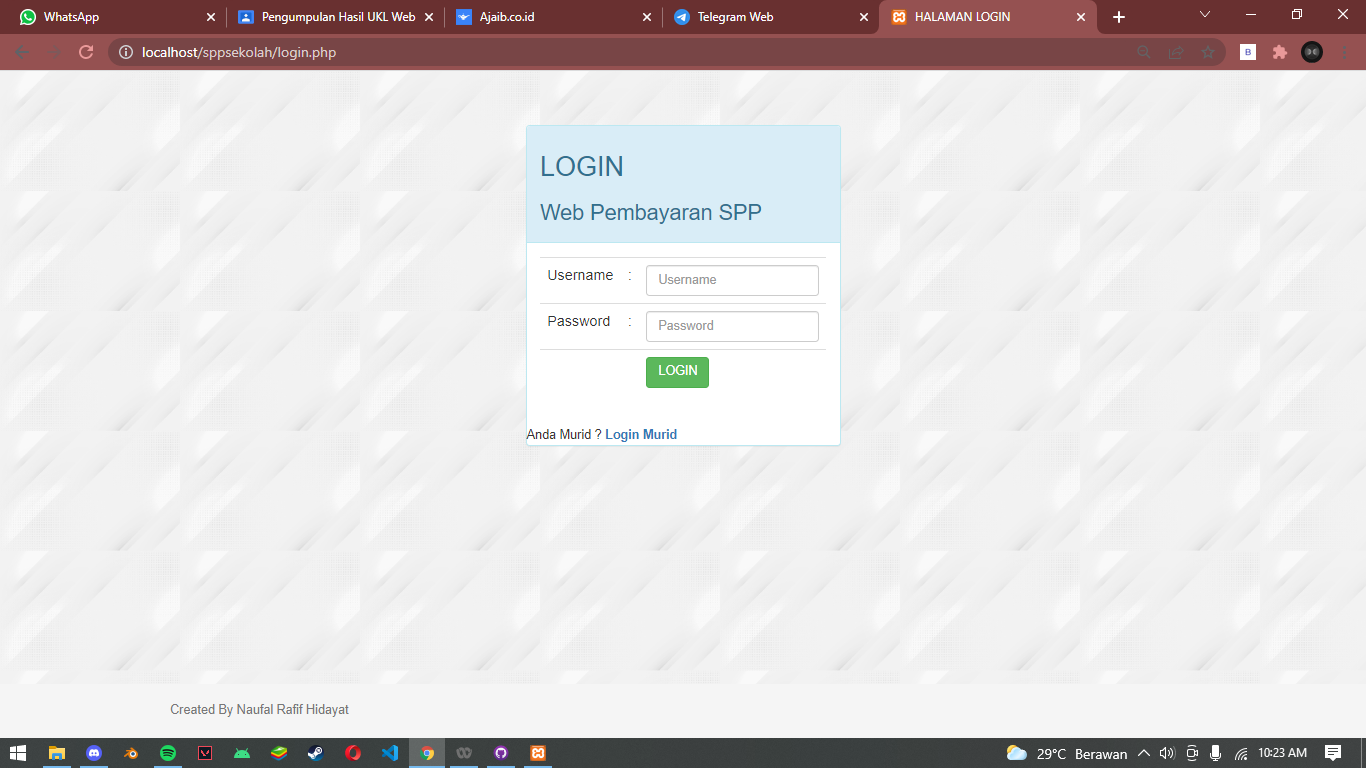 WhatsApp
Pengumpulan Hasil UKL Web
Ajaib.co.id
Telegram Web
HALAMAN LOGIN
localhost/sppsekolah/login.php
B
LOGIN
Web Pembayaran SPP
Username : Username
Password : Password
LOGIN
Anda Murid ? Login Murid
Created By Naufal Rafif Hidayat
29°C Berawan
10:23 AM